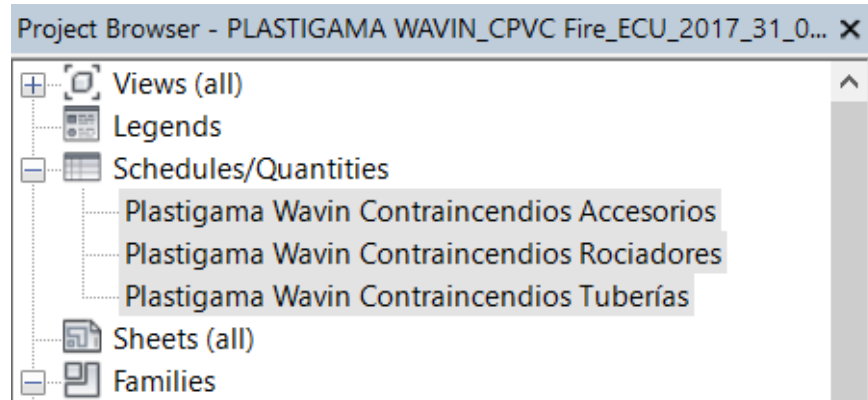 Project Browser - PLASTIGAMA WAVIN_CPVC Fire_ECU_2017_31_0...
Views (all)
Legends
Schedules/Quantities
Plastigama Wavin Contraincendios Accesorios
Plastigama Wavin Contraincendios Rociadores
Plastigama Wavin Contraincendios Tuberías
Sheets (all)
Families